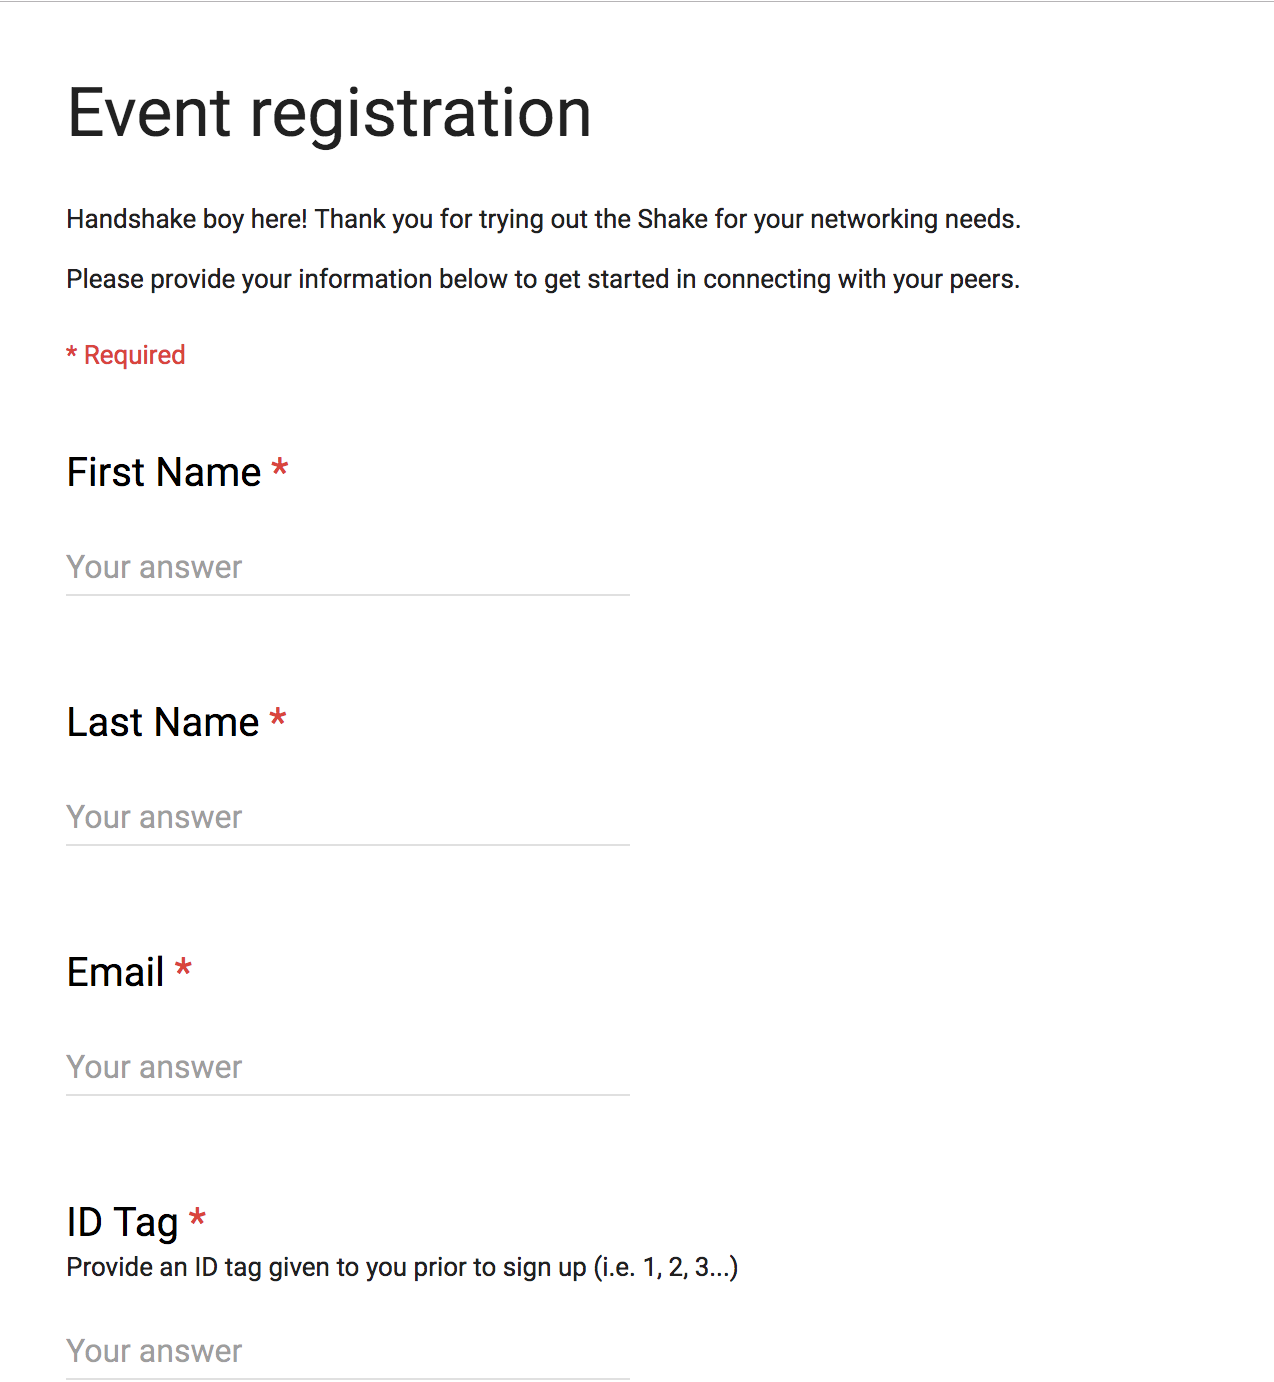 Event registration
Handshake boy here! Thank you for trying out the Shake for your networking needs.
Please provide your information below to get started in connecting with your peers.
* Required
First Name *
Your answer
Last Name *
Your answer
Email *
Your answer
ID Tag *
Provide an ID tag given to you prior to sign up (i.e. 1, 2, 3...)
Your answer